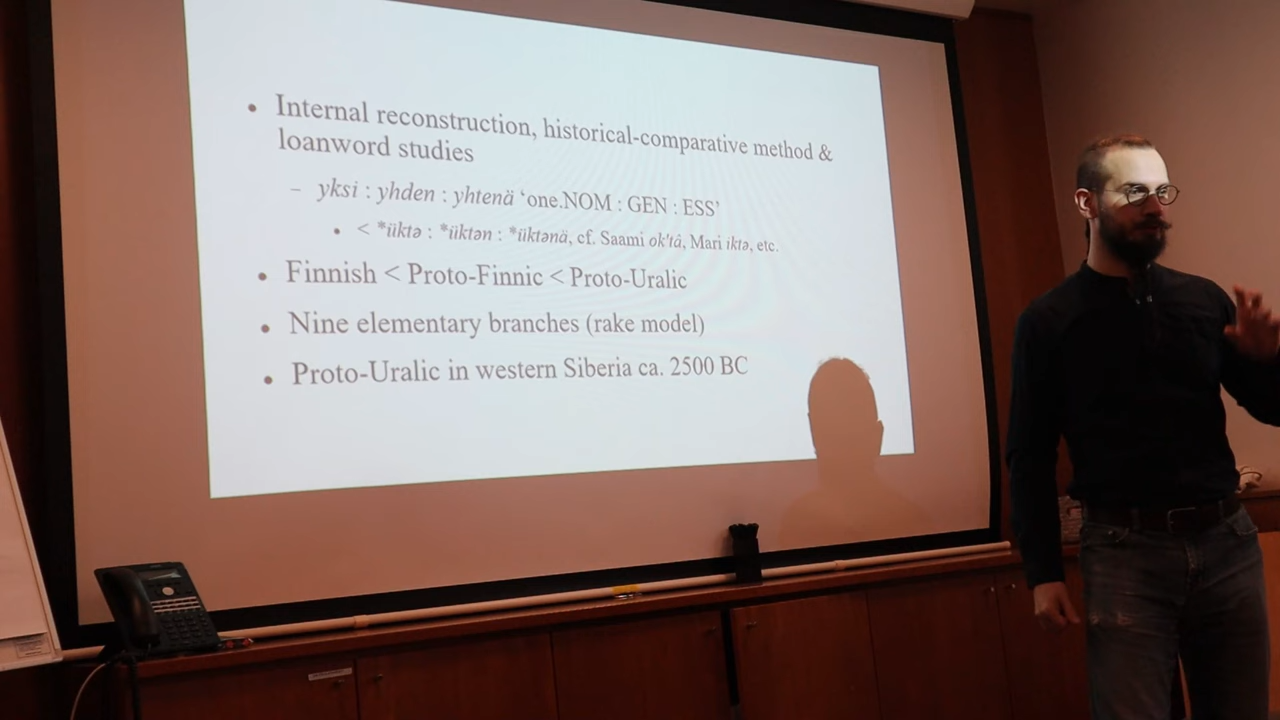 • Internal reconstruction, historical-comparative method &
loanword studies
– yksi : yhden : yhtenä ‘one.NOM : GEN : ESS’
• < *üktə : *üktən : *üktənä, cf. Saami ok'tâ, Mari iktə, etc.
• Finnish < Proto-Finnic < Proto-Uralic
• Nine elementary branches (rake model)
• Proto-Uralic in western Siberia ca. 2500 BC